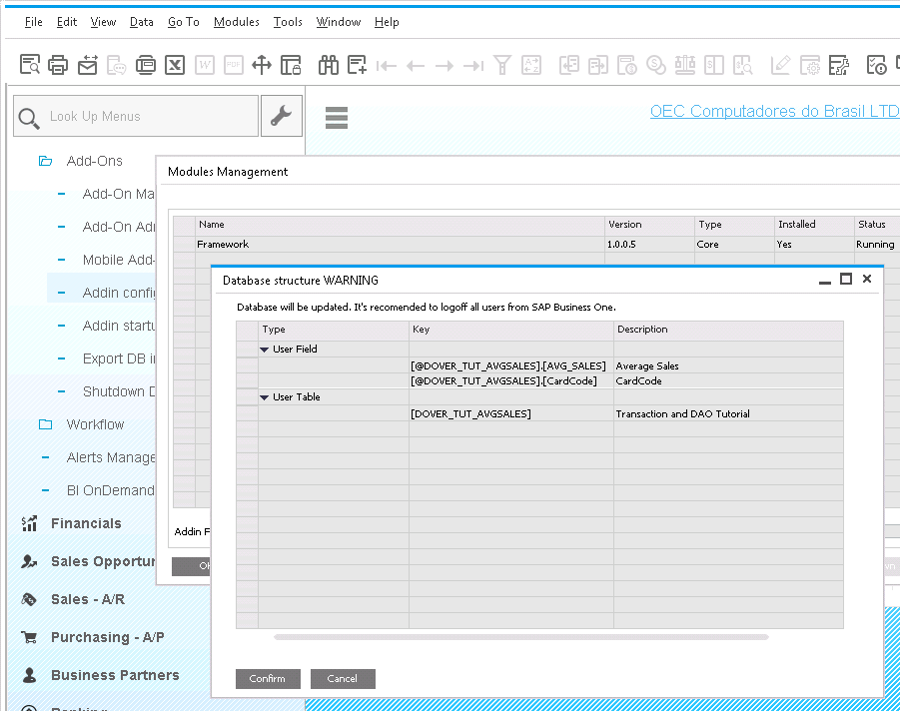 File Edit View Data Go To Modules Tools Window Help
Look Up Menus
OEC Computadores do Brasil LTD
Add-Ons
Add-On Ma
Add-On Ad
Mobile Add-
Addin config
Addin startu
Export DB i
Shutdown D
Workflow
Alerts Manage
BI OnDemand
Financials
Sales Opportun
Sales - A/R
Purchasing - A/P
Business Partners
Modules Management
Name Version Type Installed Status
Framework 1.0.0.5 Core Yes Running
Addin F
Database structure WARNING
Database will be updated. It's recomended to logoff all users from SAP Business One.
Type Key Description
User Field
[@DOVER_TUT_AVGSALES].[AVG_SALES] Average Sales
[@DOVER_TUT_AVGSALES].[CardCode] CardCode
User Table
[DOVER_TUT_AVGSALES] Transaction and DAO Tutorial
Confirm Cancel